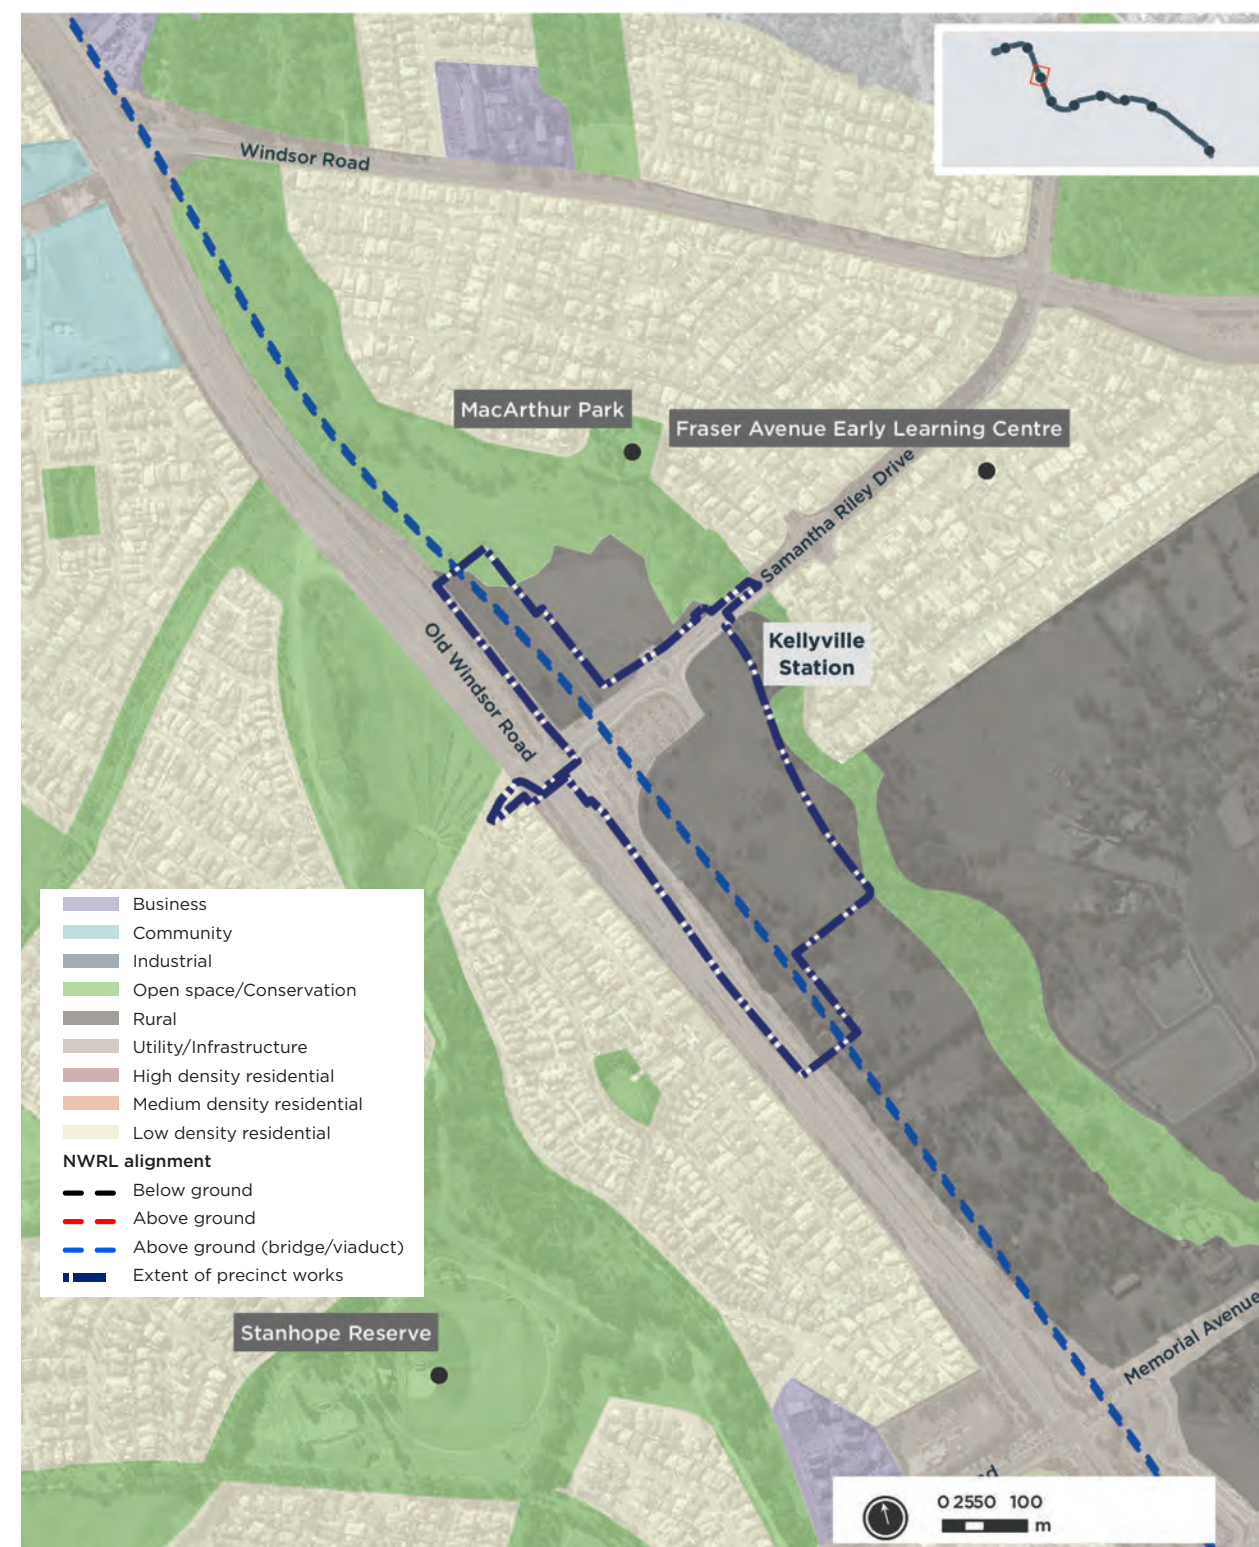 Windsor Road
MacArthur Park
Fraser Avenue Early Learning Centre
Samantha Riley Drive
Kellyville
Station
Old Windsor Road
Business
Community
Industrial
Open space/Conservation
Rural
Utility/Infrastructure
High density residential
Medium density residential
Low density residential
NWRL alignment
Below ground
Above ground
Above ground (bridge/viaduct)
Extent of precinct works
Stanhope Reserve
Memorial Avenue
0 2550 100
m